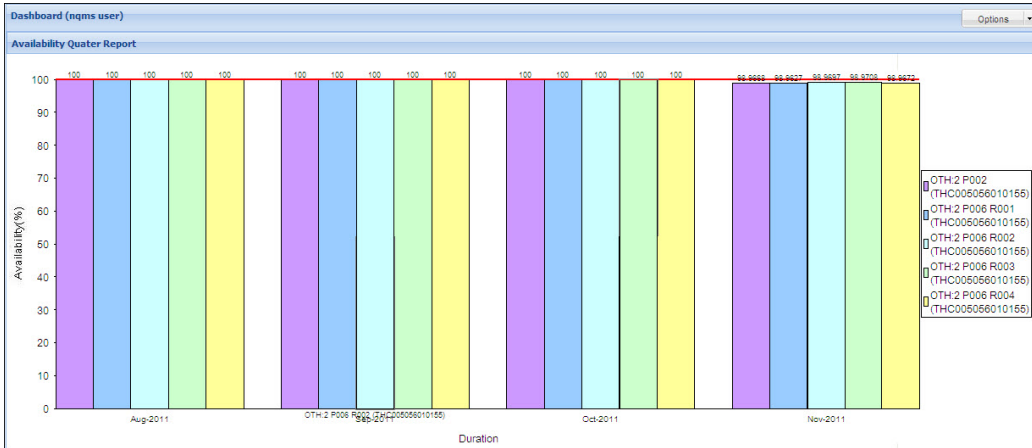 Dashboard (nqms user)
Options
Availability Quater Report
100 100 100 100 100 100 100 100 100 100 100 100 100 100 100 98.9668 98.9627 98.9697 98.9708 98.9672
100
90
80
70
60
50
40
30
20
10
0
Availability(%)
Aug-2011 Sep-2011 Oct-2011 Nov-2011
OTH:2 P006 R002 (THC005056010155)
Duration
OTH:2 P002
(THC005056010155)
OTH:2 P006 R001
(THC005056010155)
OTH:2 P006 R002
(THC005056010155)
OTH:2 P006 R003
(THC005056010155)
OTH:2 P006 R004
(THC005056010155)